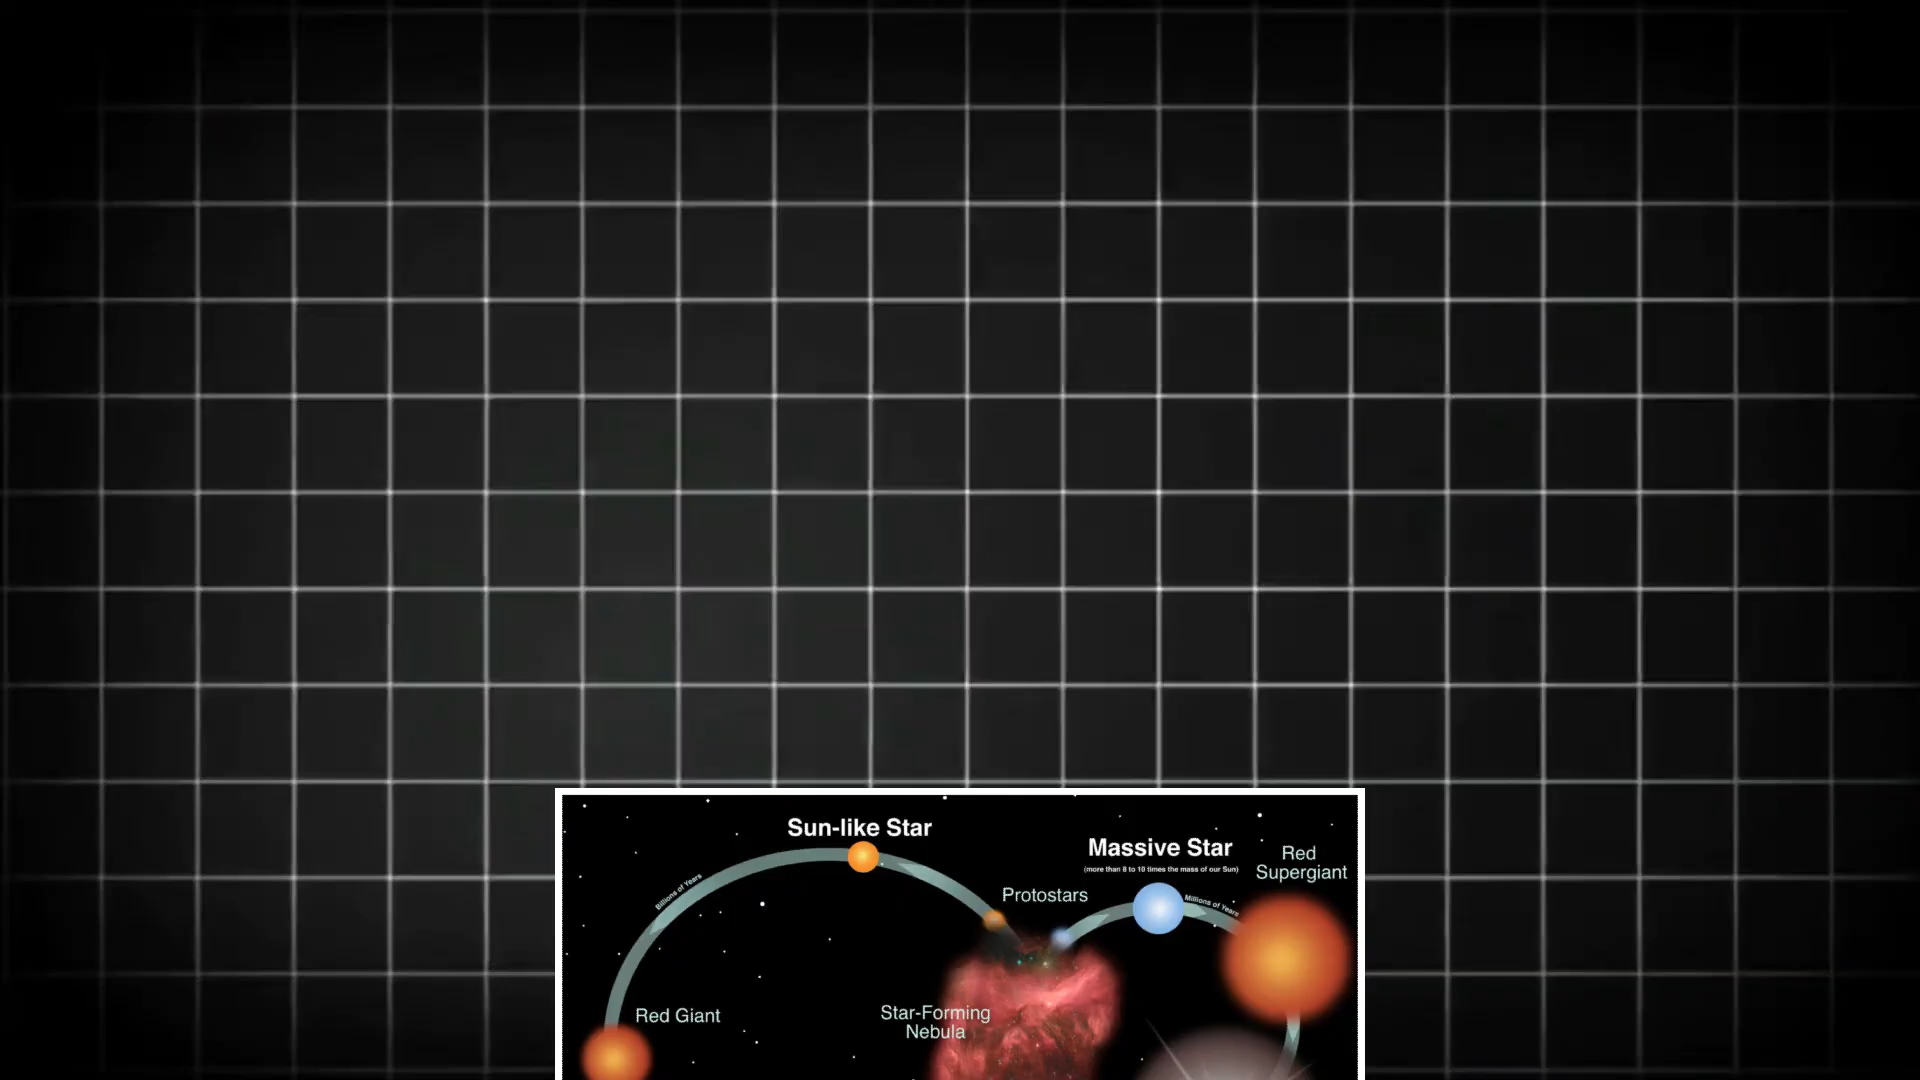 Sun-like Star
Massive Star
(more than 8 to 10 times the mass of our Sun)
Red
Supergiant
Billions of Years
Protostars
Millions of Years
Red Giant
Star-Forming
Nebula